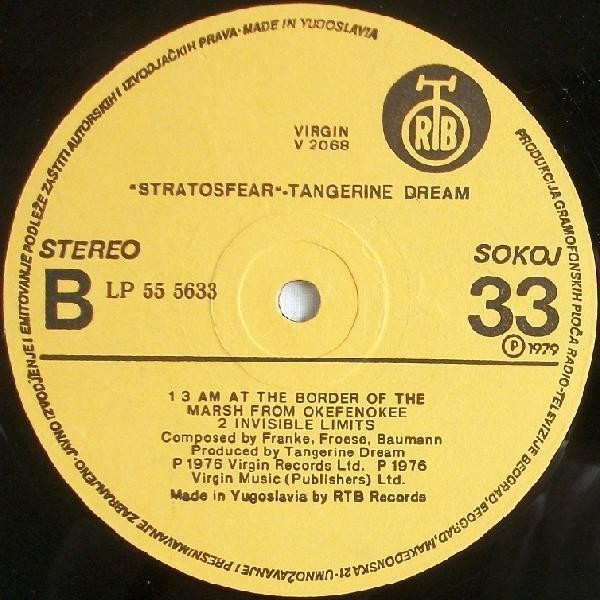 PRODUKCIJA GRAMOFONSKIH PLOČA RADIO-TELEVIZIJE BEOGRAD, BEOGRAD, MAKEDONSKA 21-UMNOŽAVANJE I PRESNIMAVANJE ZABRANJENO. JAVNO IZVODJENJE I EMITOVANJE PODLEŽE ZAŠTITI AUTORSKIH I IZVODJAČKIH PRAVA·MADE IN YUGOSLAVIA
RTB
VIRGIN
V 2068
"STRATOSFEAR"-TANGERINE DREAM
STEREO
SOKOJ
B
LP 55 5633
33
P 1979
1 3 AM AT THE BORDER OF THE
MARSH FROM OKEFENOKEE
2 INVISIBLE LIMITS
Composed by Franke, Froese, Baumann
Produced by Tangerine Dream
P 1976 Virgin Records Ltd. P 1976
Virgin Music (Publishers) Ltd.
Made in Yugoslavia by RTB Records